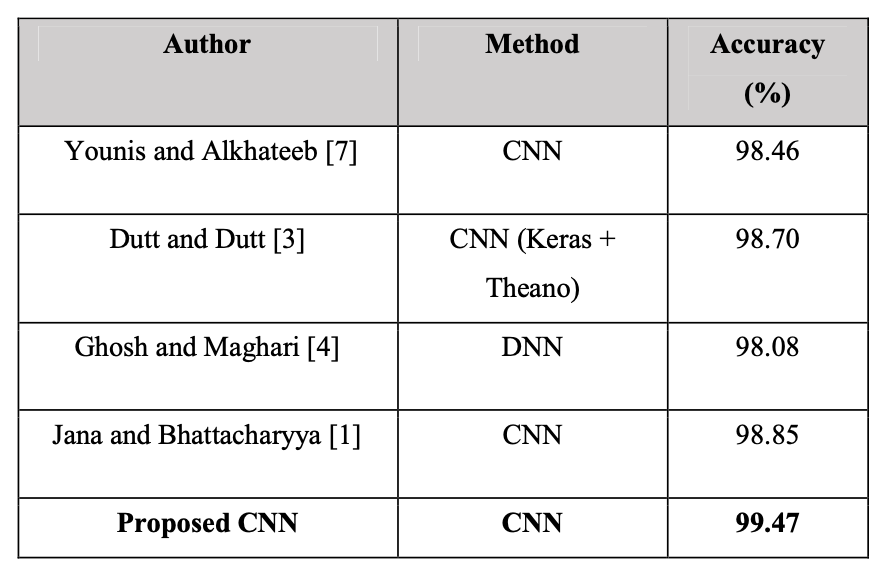 Author Method Accuracy
(%)
Younis and Alkhateeb [7] CNN 98.46
Dutt and Dutt [3] CNN (Keras + 98.70
Theano)
Ghosh and Maghari [4] DNN 98.08
Jana and Bhattacharyya [1] CNN 98.85
Proposed CNN CNN 99.47